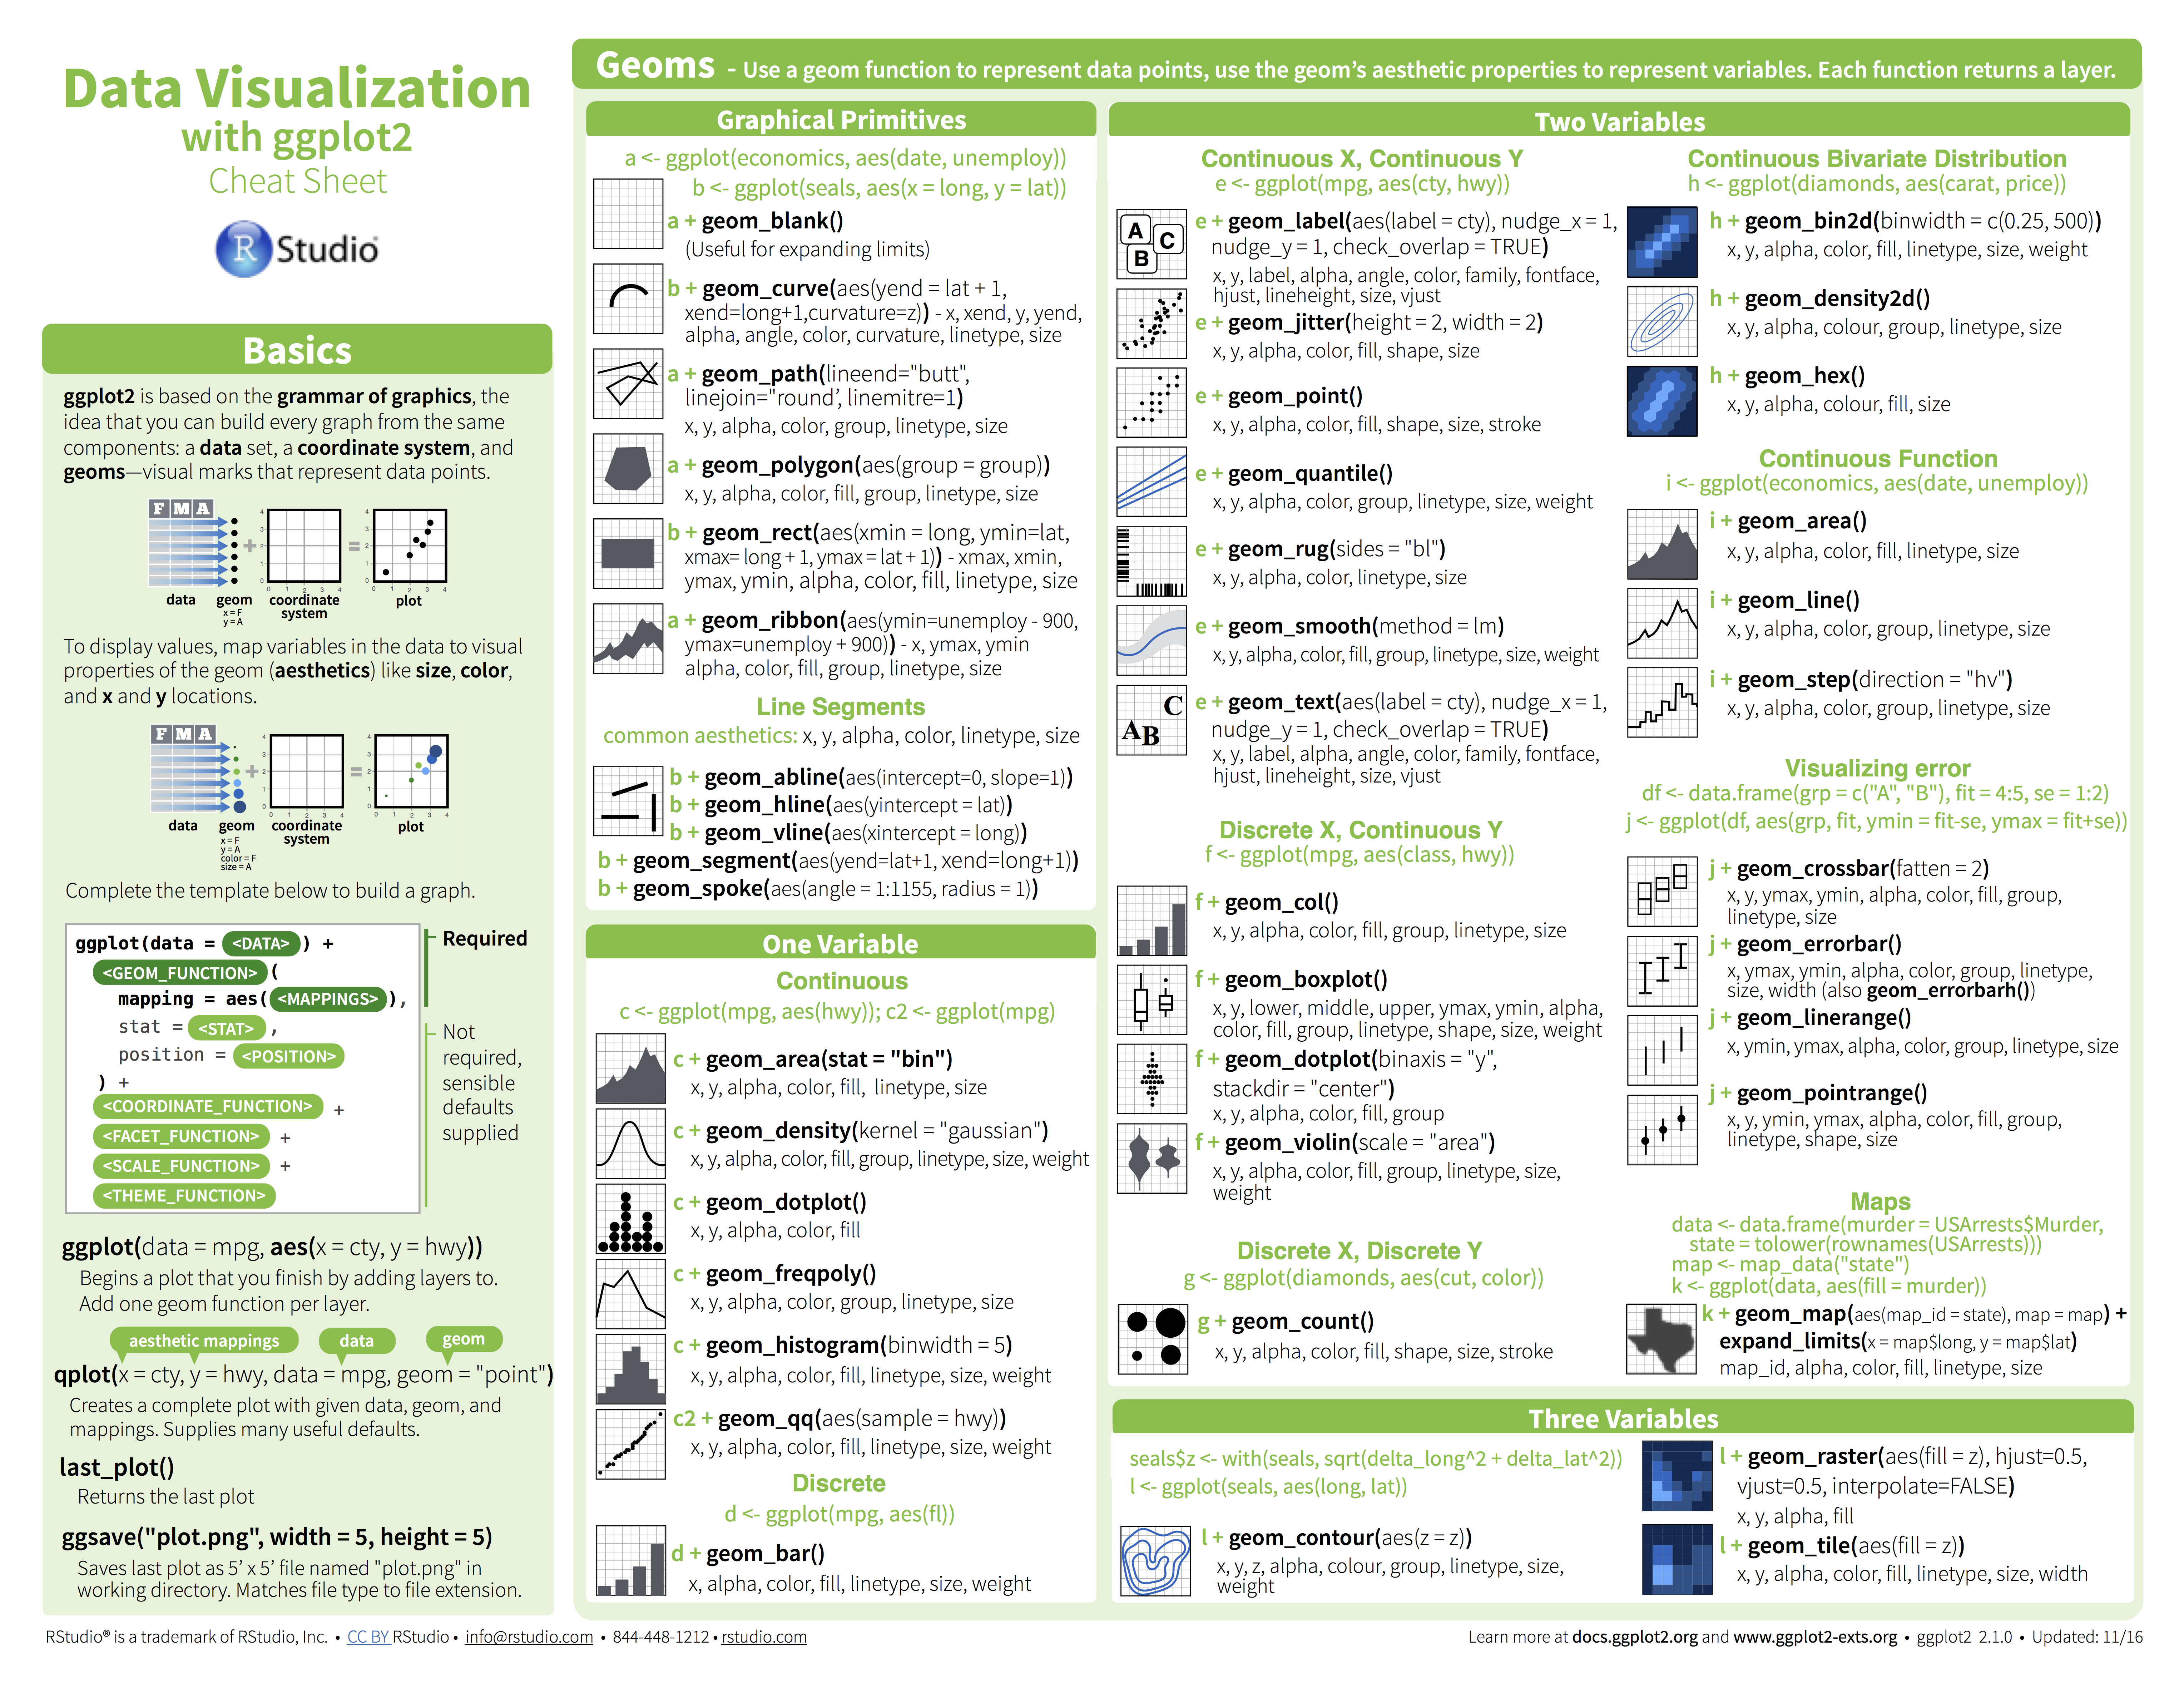 Data Visualization
with ggplot2
Cheat Sheet
R Studio
Basics
ggplot2 is based on the grammar of graphics, the
idea that you can build every graph from the same
components: a data set, a coordinate system, and
geoms—visual marks that represent data points.
F M A
4
3
2
1
0
0 1 2 3 4
4
3
2
1
0
0 1 2 3 4
+ =
data geom coordinate system plot
x = F
y = A
To display values, map variables in the data to visual
properties of the geom (aesthetics) like size, color,
and x and y locations.
F M A
4
3
2
1
0
0 1 2 3 4
4
3
2
1
0
0 1 2 3 4
+ =
data geom coordinate system plot
x = F
y = A
color = F
size = A
Complete the template below to build a graph.
ggplot(data = <DATA> ) +
<GEOM_FUNCTION> (
mapping = aes( <MAPPINGS> ),
stat = <STAT> ,
position = <POSITION>
) +
<COORDINATE_FUNCTION> +
<FACET_FUNCTION> +
<SCALE_FUNCTION> +
<THEME_FUNCTION>
Required
Not
required,
sensible
defaults
supplied
ggplot(data = mpg, aes(x = cty, y = hwy))
Begins a plot that you finish by adding layers to.
Add one geom function per layer.
aesthetic mappings data geom
qplot(x = cty, y = hwy, data = mpg, geom = "point")
Creates a complete plot with given data, geom, and
mappings. Supplies many useful defaults.
last_plot()
Returns the last plot
ggsave("plot.png", width = 5, height = 5)
Saves last plot as 5’ x 5’ file named "plot.png" in
working directory. Matches file type to file extension.
Geoms - Use a geom function to represent data points, use the geom’s aesthetic properties to represent variables. Each function returns a layer.
Graphical Primitives
a <- ggplot(economics, aes(date, unemploy))
b <- ggplot(seals, aes(x = long, y = lat))
a + geom_blank()
(Useful for expanding limits)
b + geom_curve(aes(yend = lat + 1,
xend=long+1,curvature=z)) - x, xend, y, yend,
alpha, angle, color, curvature, linetype, size
a + geom_path(lineend="butt",
linejoin="round’, linemitre=1)
x, y, alpha, color, group, linetype, size
a + geom_polygon(aes(group = group))
x, y, alpha, color, fill, group, linetype, size
b + geom_rect(aes(xmin = long, ymin=lat,
xmax= long + 1, ymax = lat + 1)) - xmax, xmin,
ymax, ymin, alpha, color, fill, linetype, size
a + geom_ribbon(aes(ymin=unemploy - 900,
ymax=unemploy + 900)) - x, ymax, ymin
alpha, color, fill, group, linetype, size
Line Segments
common aesthetics: x, y, alpha, color, linetype, size
b + geom_abline(aes(intercept=0, slope=1))
b + geom_hline(aes(yintercept = lat))
b + geom_vline(aes(xintercept = long))
b + geom_segment(aes(yend=lat+1, xend=long+1))
b + geom_spoke(aes(angle = 1:1155, radius = 1))
One Variable
Continuous
c <- ggplot(mpg, aes(hwy)); c2 <- ggplot(mpg)
c + geom_area(stat = "bin")
x, y, alpha, color, fill, linetype, size
c + geom_density(kernel = "gaussian")
x, y, alpha, color, fill, group, linetype, size, weight
c + geom_dotplot()
x, y, alpha, color, fill
c + geom_freqpoly()
x, y, alpha, color, group, linetype, size
c + geom_histogram(binwidth = 5)
x, y, alpha, color, fill, linetype, size, weight
c2 + geom_qq(aes(sample = hwy))
x, y, alpha, color, fill, linetype, size, weight
Discrete
d <- ggplot(mpg, aes(fl))
d + geom_bar()
x, alpha, color, fill, linetype, size, weight
Two Variables
Continuous X, Continuous Y
e <- ggplot(mpg, aes(cty, hwy))
A B C
e + geom_label(aes(label = cty), nudge_x = 1,
nudge_y = 1, check_overlap = TRUE)
x, y, label, alpha, angle, color, family, fontface,
hjust, lineheight, size, vjust
e + geom_jitter(height = 2, width = 2)
x, y, alpha, color, fill, shape, size
e + geom_point()
x, y, alpha, color, fill, shape, size, stroke
e + geom_quantile()
x, y, alpha, color, group, linetype, size, weight
e + geom_rug(sides = "bl")
x, y, alpha, color, linetype, size
e + geom_smooth(method = lm)
x, y, alpha, color, fill, group, linetype, size, weight
A B C
e + geom_text(aes(label = cty), nudge_x = 1,
nudge_y = 1, check_overlap = TRUE)
x, y, label, alpha, angle, color, family, fontface,
hjust, lineheight, size, vjust
Discrete X, Continuous Y
f <- ggplot(mpg, aes(class, hwy))
f + geom_col()
x, y, alpha, color, fill, group, linetype, size
f + geom_boxplot()
x, y, lower, middle, upper, ymax, ymin, alpha,
color, fill, group, linetype, shape, size, weight
f + geom_dotplot(binaxis = "y",
stackdir = "center")
x, y, alpha, color, fill, group
f + geom_violin(scale = "area")
x, y, alpha, color, fill, group, linetype, size,
weight
Discrete X, Discrete Y
g <- ggplot(diamonds, aes(cut, color))
g + geom_count()
x, y, alpha, color, fill, shape, size, stroke
Continuous Bivariate Distribution
h <- ggplot(diamonds, aes(carat, price))
h + geom_bin2d(binwidth = c(0.25, 500))
x, y, alpha, color, fill, linetype, size, weight
h + geom_density2d()
x, y, alpha, colour, group, linetype, size
h + geom_hex()
x, y, alpha, colour, fill, size
Continuous Function
i <- ggplot(economics, aes(date, unemploy))
i + geom_area()
x, y, alpha, color, fill, linetype, size
i + geom_line()
x, y, alpha, color, group, linetype, size
i + geom_step(direction = "hv")
x, y, alpha, color, group, linetype, size
Visualizing error
df <- data.frame(grp = c("A", "B"), fit = 4:5, se = 1:2)
j <- ggplot(df, aes(grp, fit, ymin = fit-se, ymax = fit+se))
j + geom_crossbar(fatten = 2)
x, y, ymax, ymin, alpha, color, fill, group,
linetype, size
j + geom_errorbar()
x, ymax, ymin, alpha, color, group, linetype,
size, width (also geom_errorbarh())
j + geom_linerange()
x, ymin, ymax, alpha, color, group, linetype, size
j + geom_pointrange()
x, y, ymin, ymax, alpha, color, fill, group,
linetype, shape, size
Maps
data <- data.frame(murder = USArrests$Murder,
state = tolower(rownames(USArrests)))
map <- map_data("state")
k <- ggplot(data, aes(fill = murder))
k + geom_map(aes(map_id = state), map = map) +
expand_limits(x = map$long, y = map$lat)
map_id, alpha, color, fill, linetype, size
Three Variables
seals$z <- with(seals, sqrt(delta_long^2 + delta_lat^2))
l <- ggplot(seals, aes(long, lat))
l + geom_contour(aes(z = z))
x, y, z, alpha, colour, group, linetype, size,
weight
l + geom_raster(aes(fill = z), hjust=0.5,
vjust=0.5, interpolate=FALSE)
x, y, alpha, fill
l + geom_tile(aes(fill = z))
x, y, alpha, color, fill, linetype, size, width
RStudio® is a trademark of RStudio, Inc. • CC BY RStudio • info@rstudio.com • 844-448-1212 • rstudio.com
Learn more at docs.ggplot2.org and www.ggplot2-exts.org • ggplot2 2.1.0 • Updated: 11/16